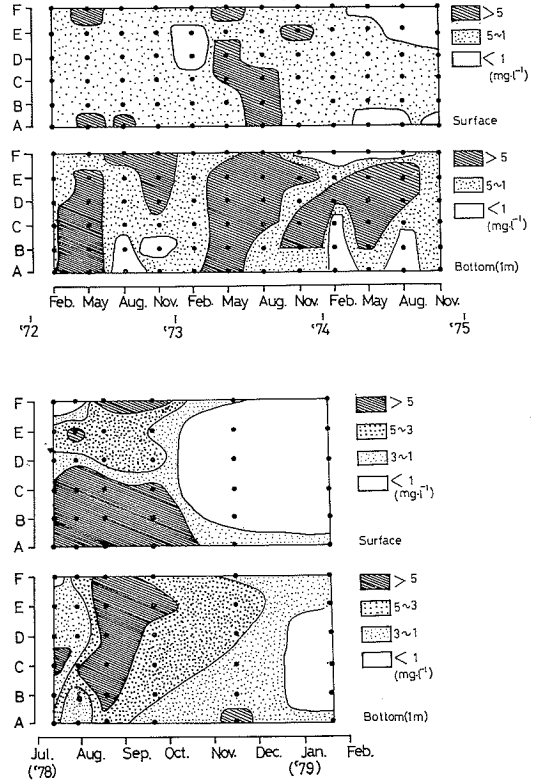 F
E
D
C
B
A
> 5
5~1
< 1
(mg·l⁻¹)
Surface
F
E
D
C
B
A
> 5
5~1
< 1
(mg·l⁻¹)
Bottom(1m)
Feb. May Aug. Nov. Feb. May Aug. Nov. Feb. May Aug. Nov.
'72 '73 '74 '75
F
E
D
C
B
A
> 5
5~3
3~1
< 1
(mg·l⁻¹)
Surface
F
E
D
C
B
A
> 5
5~3
3~1
< 1
(mg·l⁻¹)
Bottom(1m)
Jul. Aug. Sep. Oct. Nov. Dec. Jan. Feb.
('78) ('79)